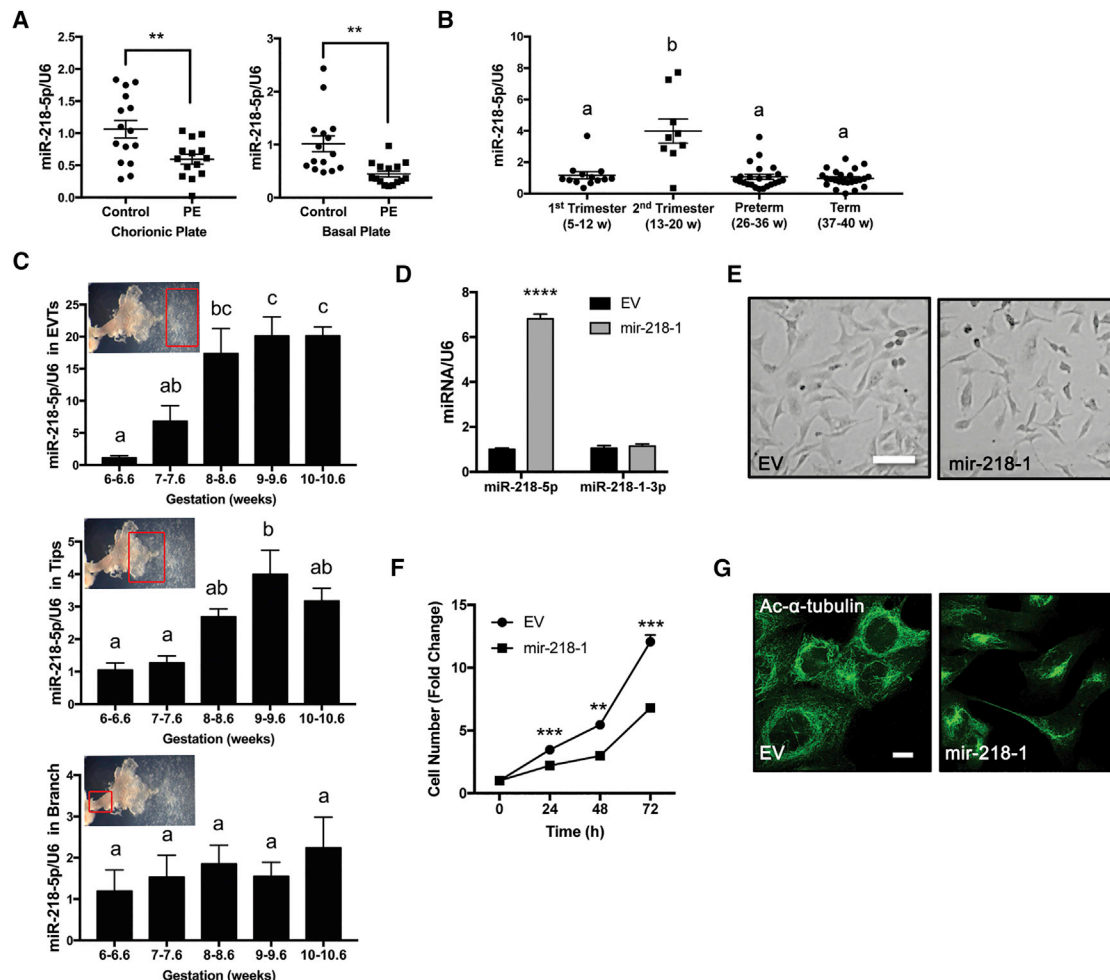 A
miR-218-5p/U6
2.5
2.0
1.5
1.0
0.5
0.0
**
Control PE
Chorionic Plate
miR-218-5p/U6
3
2
1
0
**
Control PE
Basal Plate
B
miR-218-5p/U6
10
8
6
4
2
0
a
b
a
a
1st Trimester
(5-12 w)
2nd Trimester
(13-20 w)
Preterm
(26-36 w)
Term
(37-40 w)
C
miR-218-5p/U6 in EVTs
25
20
15
10
5
0
a
ab
bc
c
c
6-6.6 7-7.6 8-8.6 9-9.6 10-10.6
Gestation (weeks)
miR-218-5p/U6 in Tips
5
4
3
2
1
0
a
a
ab
b
ab
6-6.6 7-7.6 8-8.6 9-9.6 10-10.6
Gestation (weeks)
miR-218-5p/U6 in Branch
4
3
2
1
0
a
a
a
a
a
6-6.6 7-7.6 8-8.6 9-9.6 10-10.6
Gestation (weeks)
D
miRNA/U6
8
6
4
2
0
****
EV
mir-218-1
miR-218-5p miR-218-1-3p
E
EV
mir-218-1
F
Cell Number (Fold Change)
15
10
5
0
EV
mir-218-1
***
**
***
0 24 48 72
Time (h)
G
Ac-α-tubulin
EV
mir-218-1